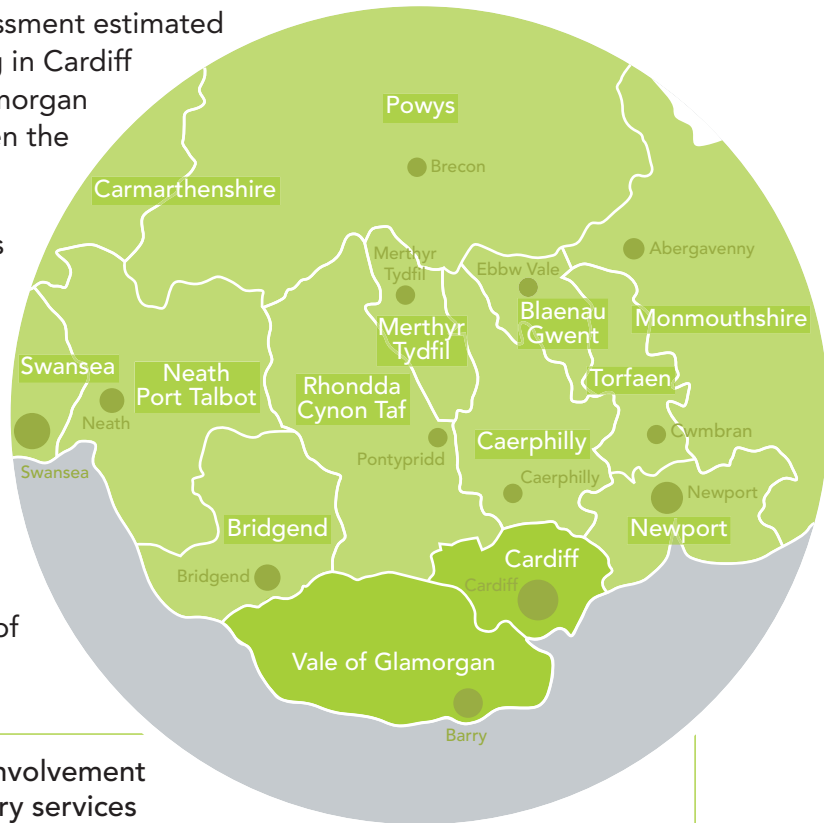 ssment estimated
in Cardiff
morgan
en the
s
of
nvolvement
ry services
Powys
Brecon
Carmarthenshire
Abergavenny
Merthyr
Tydfil
Ebbw Vale
Blaenau
Gwent
Monmouthshire
Merthyr
Tydfil
Swansea
Neath
Port Talbot
Torfaen
Rhondda
Cynon Taf
Neath
Cwmbran
Caerphilly
Pontypridd
Swansea
Caerphilly
Newport
Bridgend
Newport
Cardiff
Bridgend
Cardiff
Vale of Glamorgan
Barry